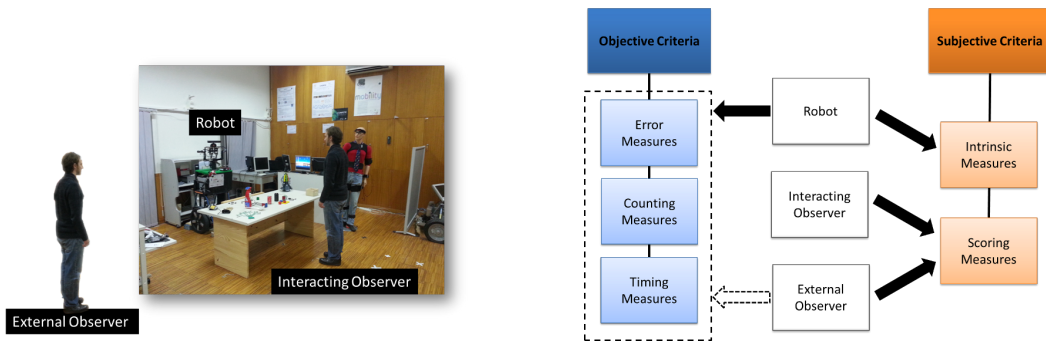 Robot
Interacting Observer
External Observer
Objective Criteria
Error
Measures
Counting
Measures
Timing
Measures
Robot
Interacting
Observer
External
Observer
Subjective Criteria
Intrinsic
Measures
Scoring
Measures